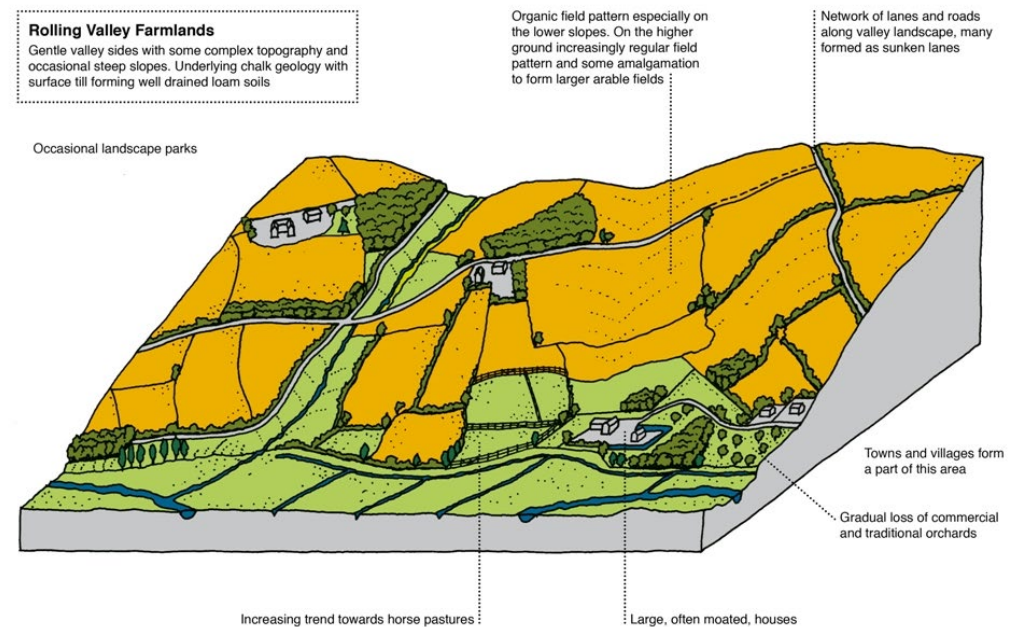 Rolling Valley Farmlands
Gentle valley sides with some complex topography and
occasional steep slopes. Underlying chalk geology with
surface till forming well drained loam soils
Organic field pattern especially on
the lower slopes. On the higher
ground increasingly regular field
pattern and some amalgamation
to form larger arable fields
Network of lanes and roads
along valley landscape, many
formed as sunken lanes
Occasional landscape parks
Towns and villages form
a part of this area
Gradual loss of commercial
and traditional orchards
Increasing trend towards horse pastures
Large, often moated, houses